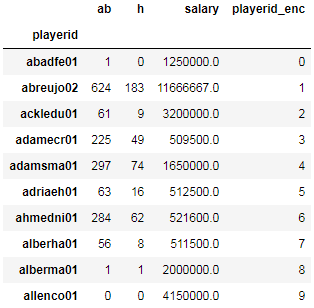 ab h salary playerid_enc
playerid
abadfe01 1 0 1250000.0 0
abreujo02 624 183 11666667.0 1
ackledu01 61 9 3200000.0 2
adamecr01 225 49 509500.0 3
adamsma01 297 74 1650000.0 4
adriaeh01 63 16 512500.0 5
ahmedni01 284 62 521600.0 6
alberha01 56 8 511500.0 7
alberma01 1 1 2000000.0 8
allenco01 0 0 4150000.0 9